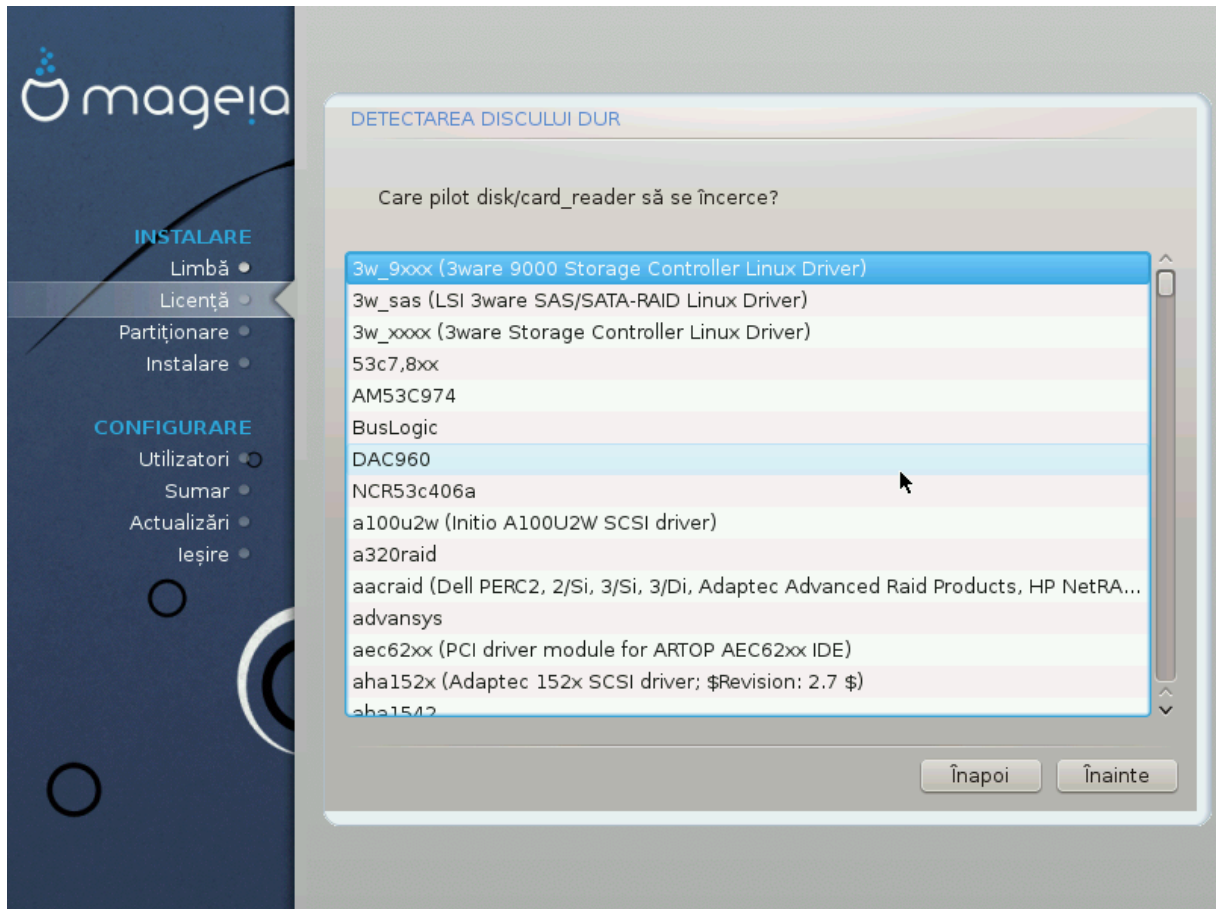 mageia
INSTALARE
Limbă
Licență
Partiționare
Instalare
CONFIGURARE
Utilizatori
Sumar
Actualizări
Ieșire
DETECTAREA DISCULUI DUR
Care pilot disk/card_reader să se încerce?
3w_9xxx (3ware 9000 Storage Controller Linux Driver)
3w_sas (LSI 3ware SAS/SATA-RAID Linux Driver)
3w_xxxx (3ware Storage Controller Linux Driver)
53c7,8xx
AM53C974
BusLogic
DAC960
NCR53c406a
a100u2w (Initio A100U2W SCSI driver)
a320raid
aacraid (Dell PERC2, 2/Si, 3/Si, 3/Di, Adaptec Advanced Raid Products, HP NetRA...
advansys
aec62xx (PCI driver module for ARTOP AEC62xx IDE)
aha152x (Adaptec 152x SCSI driver; $Revision: 2.7 $)
aha1542
Înapoi
Înainte